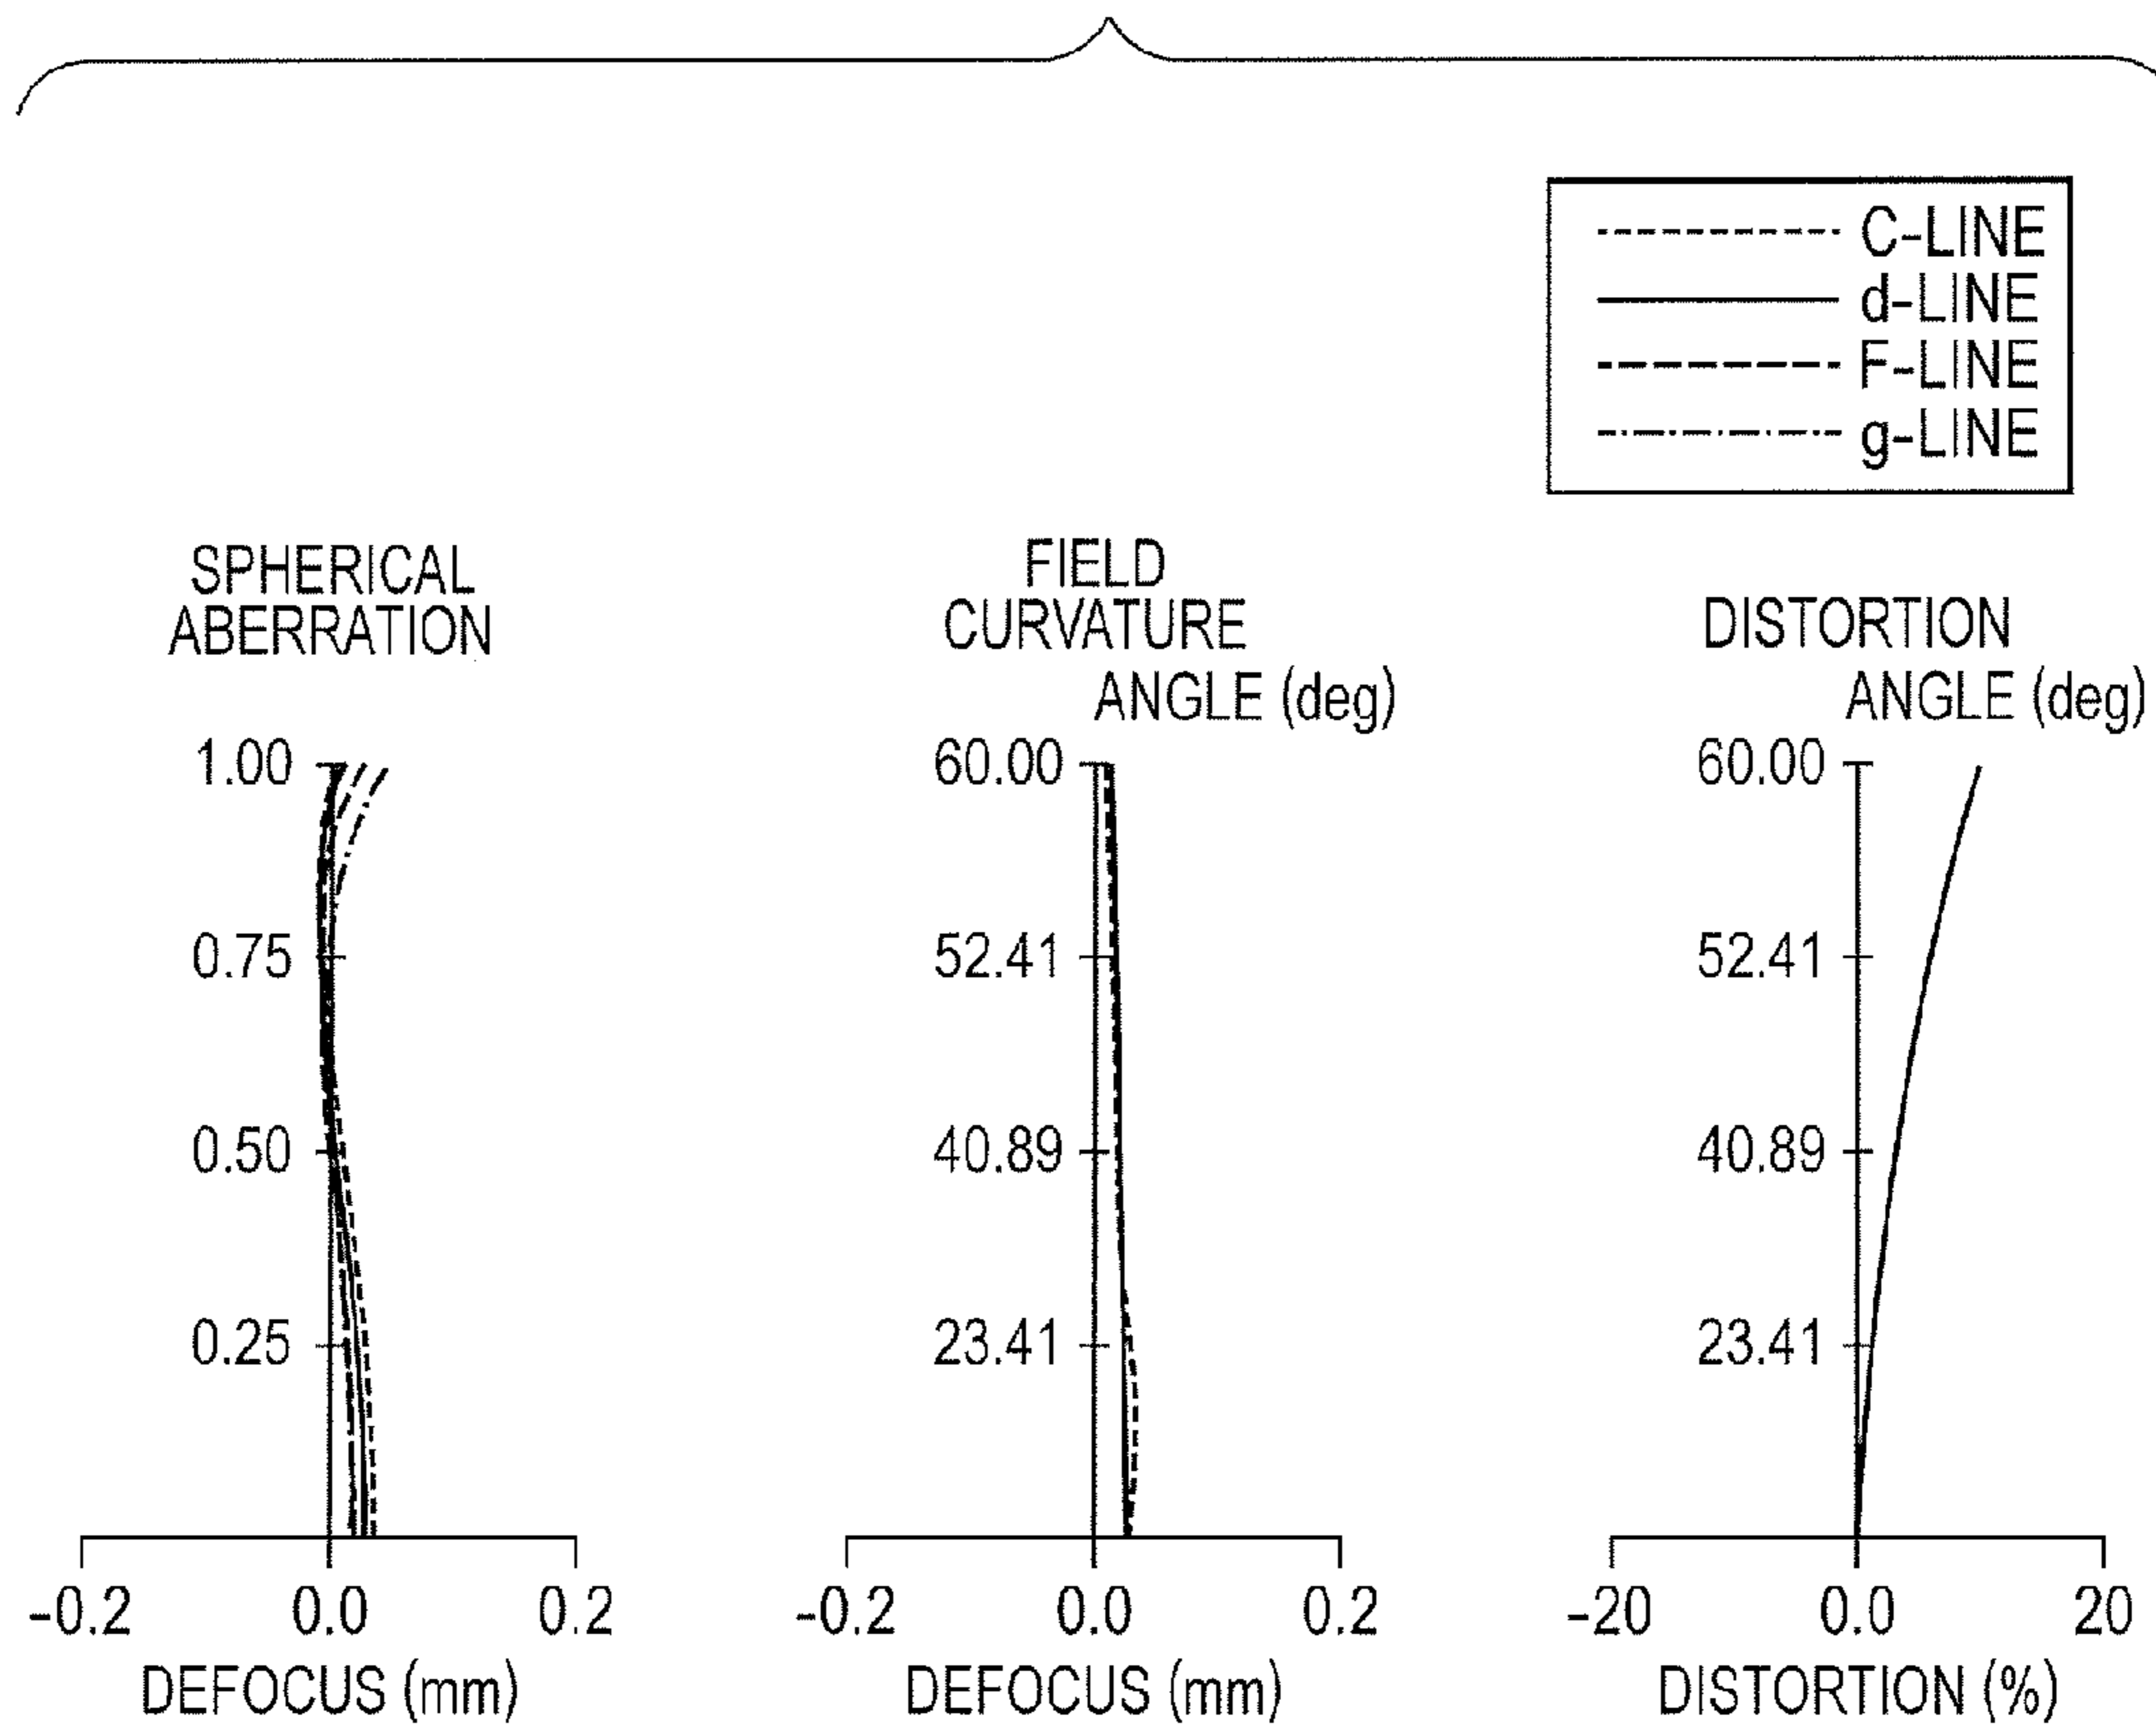 C-LINE
d-LINE
F-LINE
g-LINE
SPHERICAL
ABERRATION
1.00
0.75
0.50
0.25
-0.2 0.0 0.2
DEFOCUS (mm)
FIELD
CURVATURE
ANGLE (deg)
60.00
52.41
40.89
23.41
-0.2 0.0 0.2
DEFOCUS (mm)
DISTORTION
ANGLE (deg)
60.00
52.41
40.89
23.41
-20 0.0 20
DISTORTION (%)